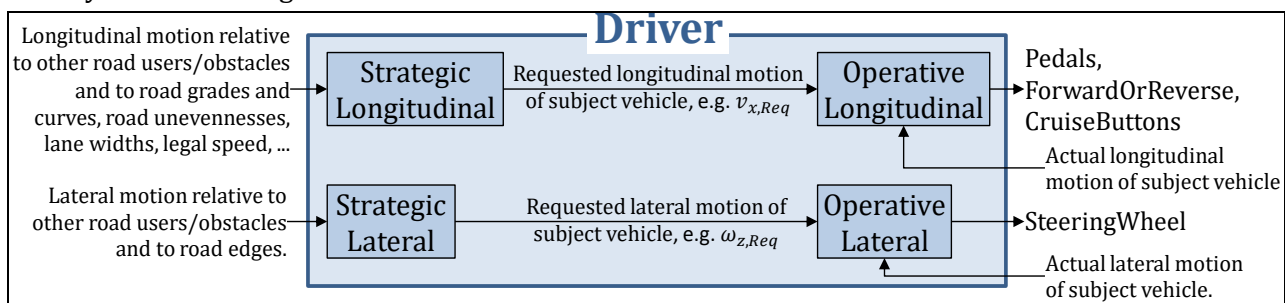 Driver
Longitudinal motion relative
to other road users/obstacles
and to road grades and
curves, road unevennesses,
lane widths, legal speed, ...
Strategic
Longitudinal
Requested longitudinal motion
of subject vehicle, e.g. v_{x,Req}
Operative
Longitudinal
Pedals,
ForwardOrReverse,
CruiseButtons
Actual longitudinal
motion of subject vehicle
Lateral motion relative to
other road users/obstacles
and to road edges.
Strategic
Lateral
Requested lateral motion of
subject vehicle, e.g. ω_{z,Req}
Operative
Lateral
SteeringWheel
Actual lateral motion
of subject vehicle.